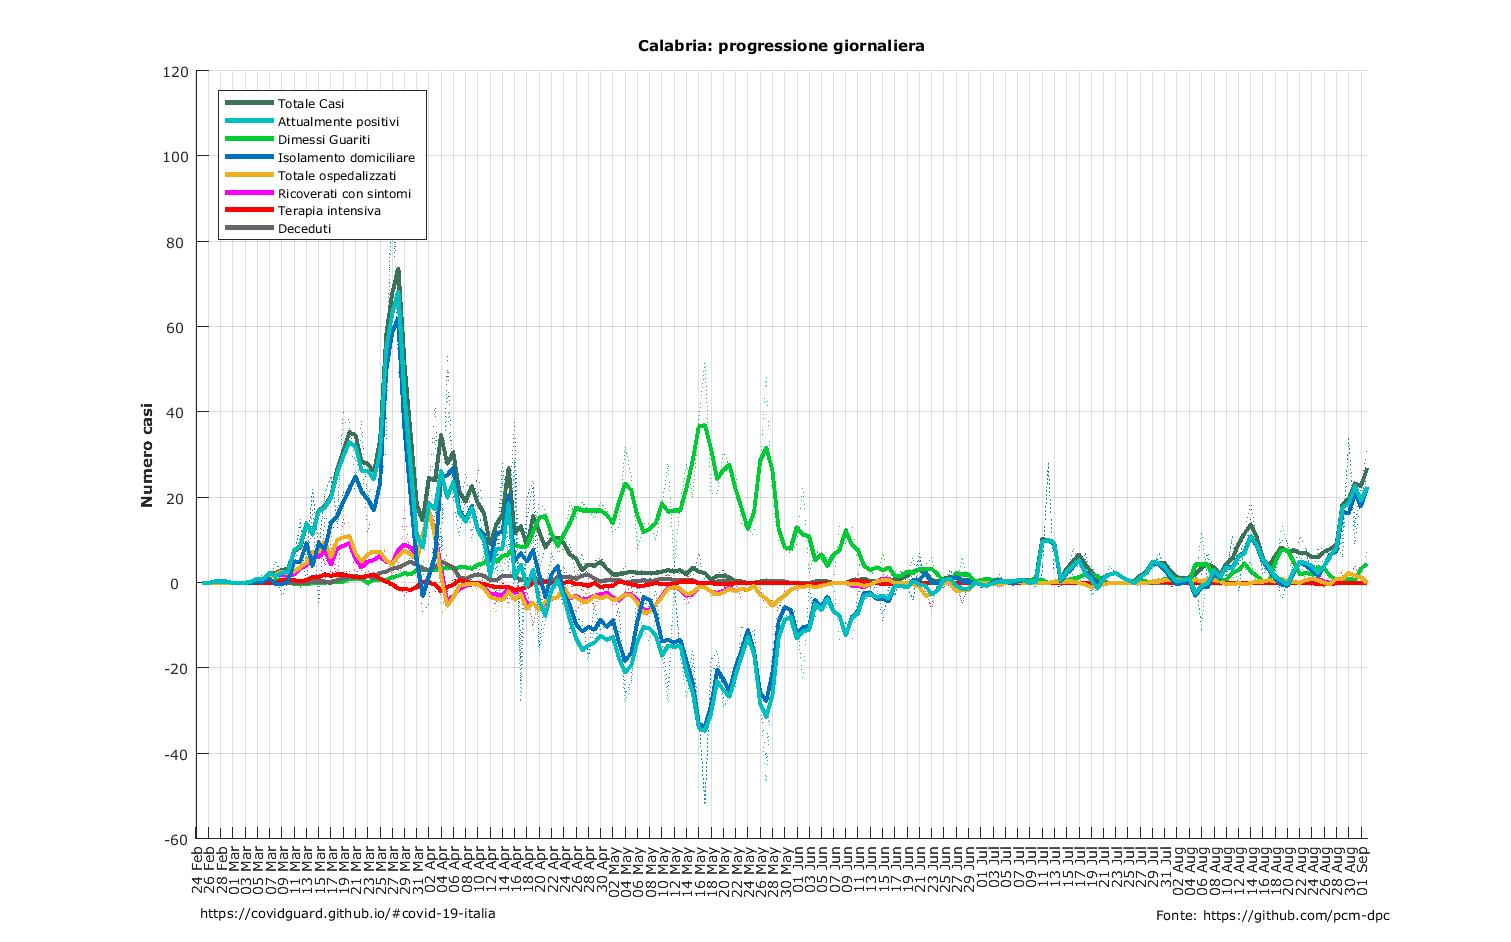 Calabria: progressione giornaliera
120
100
80
60
40
20
0
-20
-40
-60
Numero casi
Totale Casi
Attualmente positivi
Dimessi Guariti
Isolamento domiciliare
Totale ospedalizzati
Ricoverati con sintomi
Terapia intensiva
Deceduti
24 Feb
26 Feb
28 Feb
01 Mar
03 Mar
05 Mar
07 Mar
09 Mar
11 Mar
13 Mar
15 Mar
17 Mar
19 Mar
21 Mar
23 Mar
25 Mar
27 Mar
29 Mar
31 Mar
02 Apr
04 Apr
06 Apr
08 Apr
10 Apr
12 Apr
14 Apr
16 Apr
18 Apr
20 Apr
22 Apr
24 Apr
26 Apr
28 Apr
30 Apr
02 May
04 May
06 May
08 May
10 May
12 May
14 May
16 May
18 May
20 May
22 May
24 May
26 May
28 May
30 May
01 Jun
03 Jun
05 Jun
07 Jun
09 Jun
11 Jun
13 Jun
15 Jun
17 Jun
19 Jun
21 Jun
23 Jun
25 Jun
27 Jun
29 Jun
01 Jul
03 Jul
05 Jul
07 Jul
09 Jul
11 Jul
13 Jul
15 Jul
17 Jul
19 Jul
21 Jul
23 Jul
25 Jul
27 Jul
29 Jul
31 Jul
02 Aug
04 Aug
06 Aug
08 Aug
10 Aug
12 Aug
14 Aug
16 Aug
18 Aug
20 Aug
22 Aug
24 Aug
26 Aug
28 Aug
30 Aug
01 Sep
https://covidguard.github.io/#covid-19-italia
Fonte: https://github.com/pcm-dpc